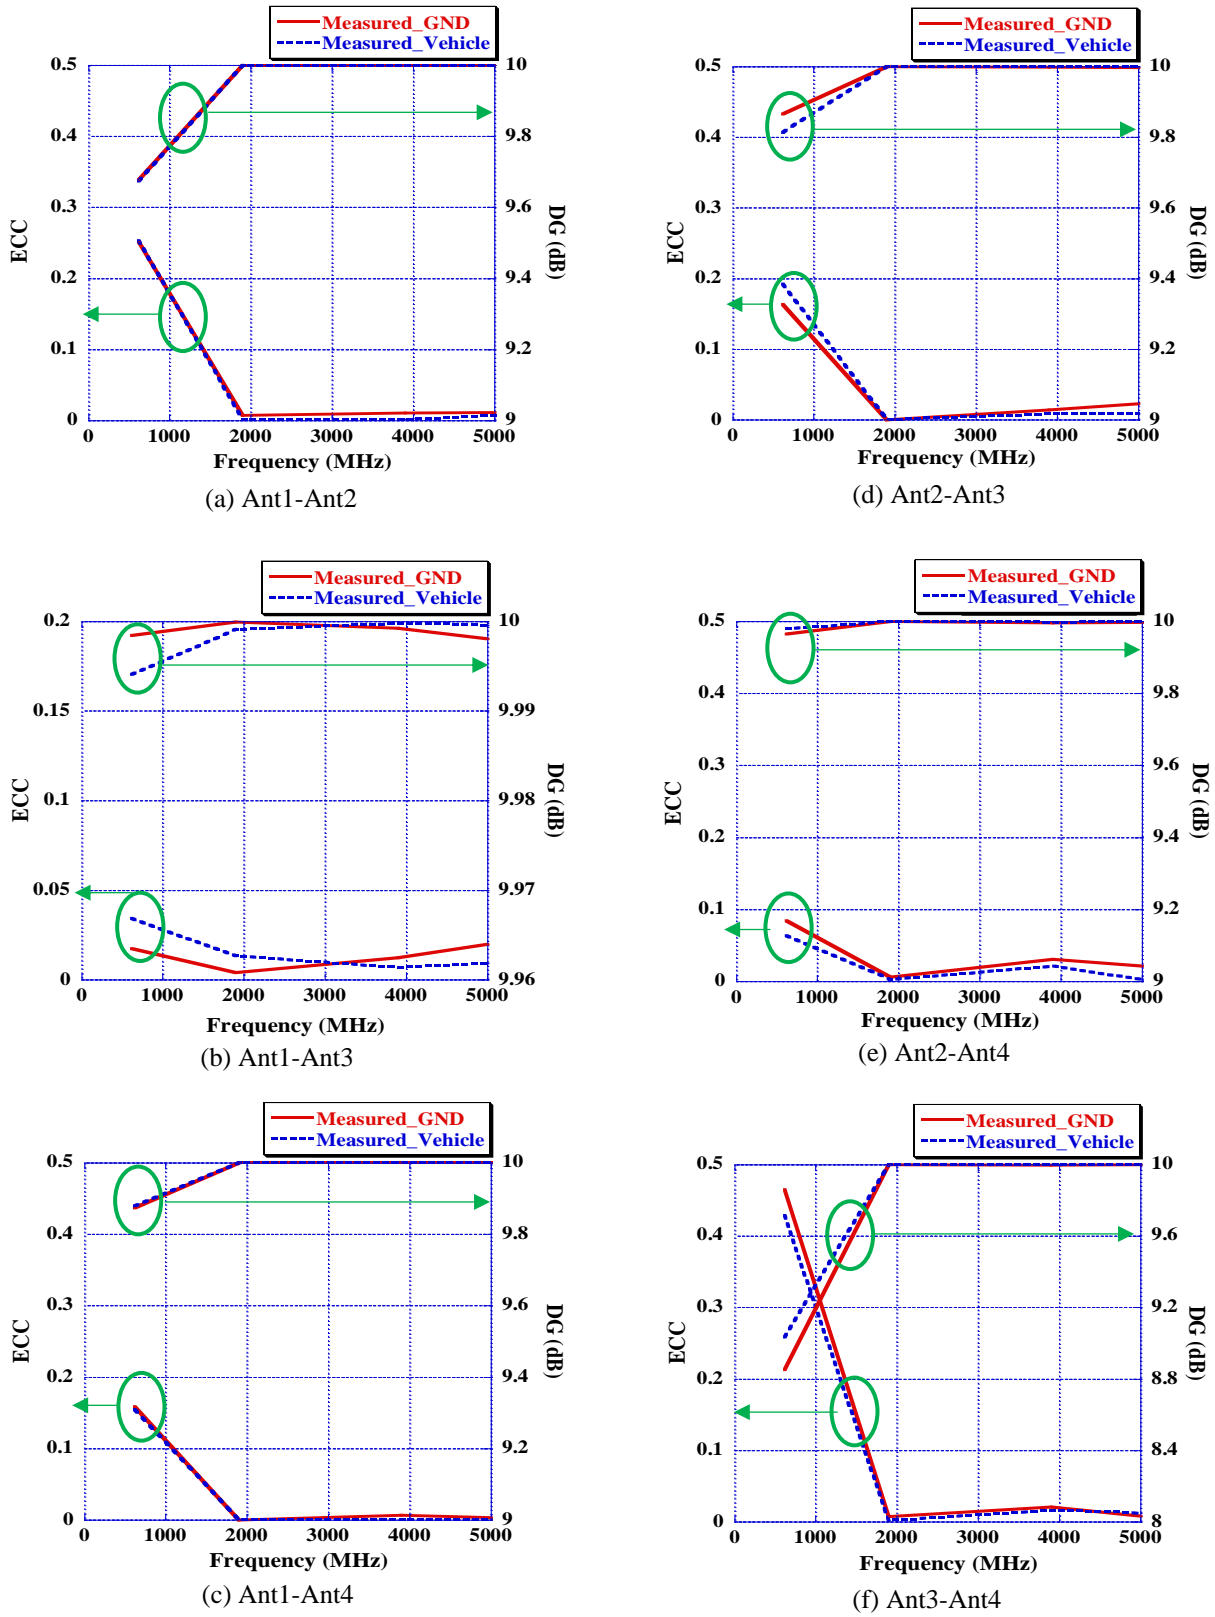 Measured_GND
Measured_Vehicle
0.5
0.4
0.3
0.2
0.1
0
ECC
10
9.8
9.6
9.4
9.2
9
DG (dB)
0 1000 2000 3000 4000 5000
Frequency (MHz)
(a) Ant1-Ant2
Measured_GND
Measured_Vehicle
0.5
0.4
0.3
0.2
0.1
0
ECC
10
9.8
9.6
9.4
9.2
9
DG (dB)
0 1000 2000 3000 4000 5000
Frequency (MHz)
(d) Ant2-Ant3
Measured_GND
Measured_Vehicle
0.2
0.15
0.1
0.05
0
ECC
10
9.99
9.98
9.97
9.96
DG (dB)
0 1000 2000 3000 4000 5000
Frequency (MHz)
(b) Ant1-Ant3
Measured_GND
Measured_Vehicle
0.5
0.4
0.3
0.2
0.1
0
ECC
10
9.8
9.6
9.4
9.2
9
DG (dB)
0 1000 2000 3000 4000 5000
Frequency (MHz)
(e) Ant2-Ant4
Measured_GND
Measured_Vehicle
0.5
0.4
0.3
0.2
0.1
0
ECC
10
9.8
9.6
9.4
9.2
9
DG (dB)
0 1000 2000 3000 4000 5000
Frequency (MHz)
(c) Ant1-Ant4
Measured_GND
Measured_Vehicle
0.5
0.4
0.3
0.2
0.1
0
ECC
10
9.6
9.2
8.8
8.4
8
DG (dB)
0 1000 2000 3000 4000 5000
Frequency (MHz)
(f) Ant3-Ant4